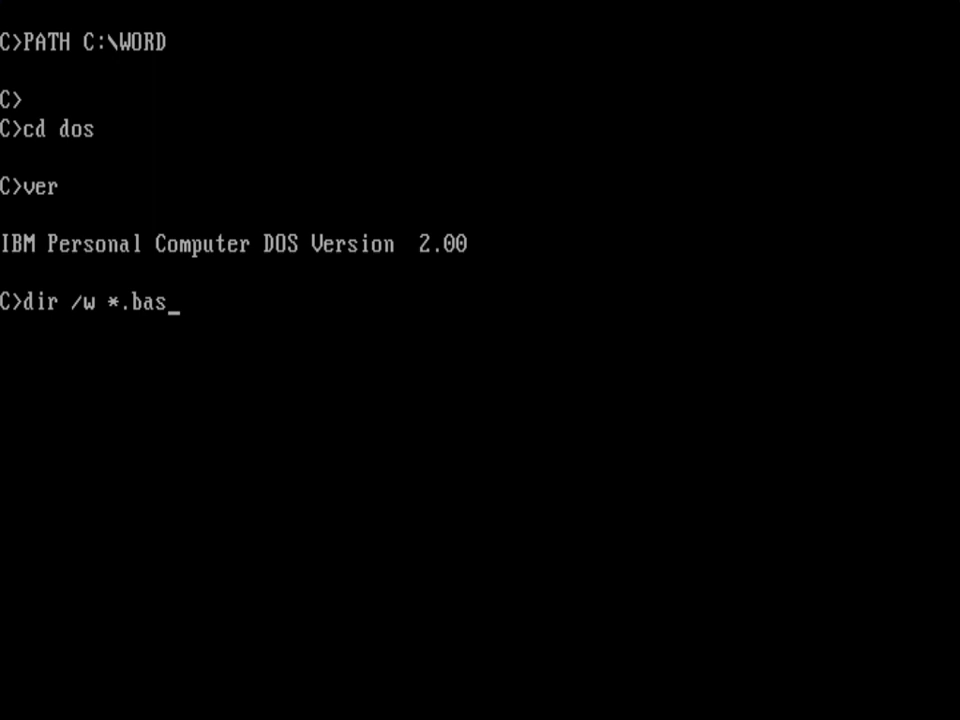 C>PATH C:\WORD
C>
C>cd dos
C>ver
IBM Personal Computer DOS Version  2.00
C>dir /w *.bas_